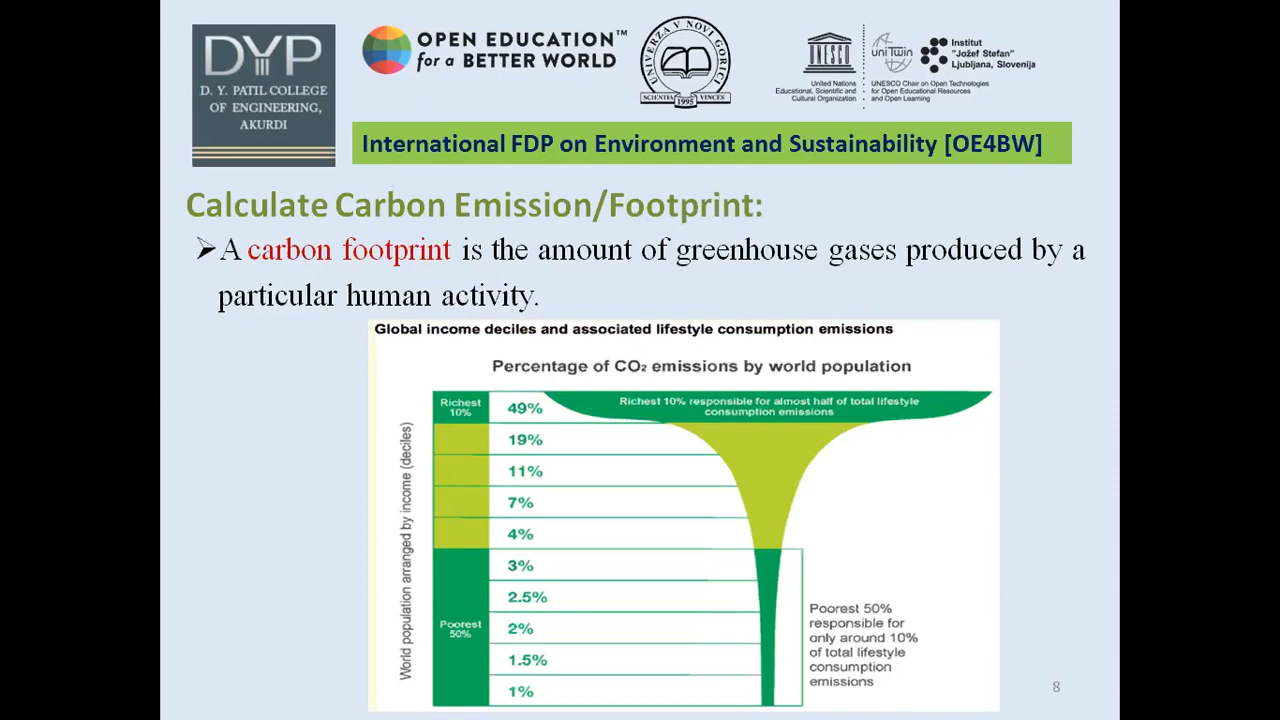 DYP
D. Y. PATIL COLLEGE
OF ENGINEERING,
AKURDI
OPEN EDUCATION™
for a BETTER WORLD
UNIVERZA V NOVI GORICI
SCIENTIA VINCES
1995
UNESCO
United Nations
Educational, Scientific and
Cultural Organization
uniTwin
Institut
"Jožef Stefan"
Ljubljana, Slovenija
UNESCO Chair on Open Technologies
for Open Educational Resources
and Open Learning
International FDP on Environment and Sustainability [OE4BW]
Calculate Carbon Emission/Footprint:
➢A carbon footprint is the amount of greenhouse gases produced by a
particular human activity.
Global income deciles and associated lifestyle consumption emissions
Percentage of CO₂ emissions by world population
World population arranged by income (deciles)
Richest
10%
49%
Richest 10% responsible for almost half of total lifestyle
consumption emissions
19%
11%
7%
4%
3%
2.5%
Poorest
50%
2%
1.5%
1%
Poorest 50%
responsible for
only around 10%
of total lifestyle
consumption
emissions
8